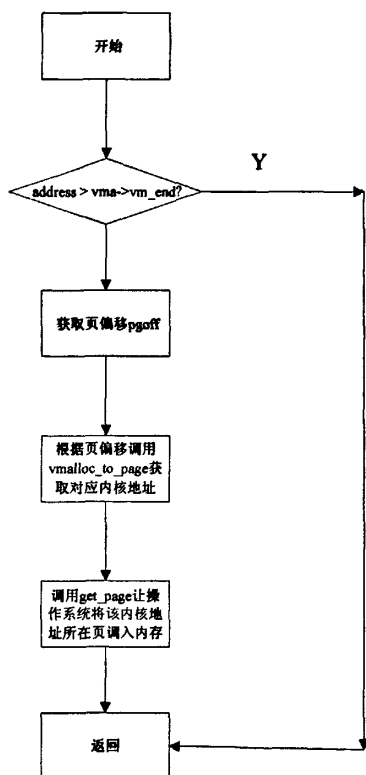 开始
Y
address > vma->vm_end?
获取页偏移pgoff
根据页偏移调用
vmalloc_to_page获
取对应内核地址
调用get_page让操
作系统将该内核地
址所在页调入内存
返回